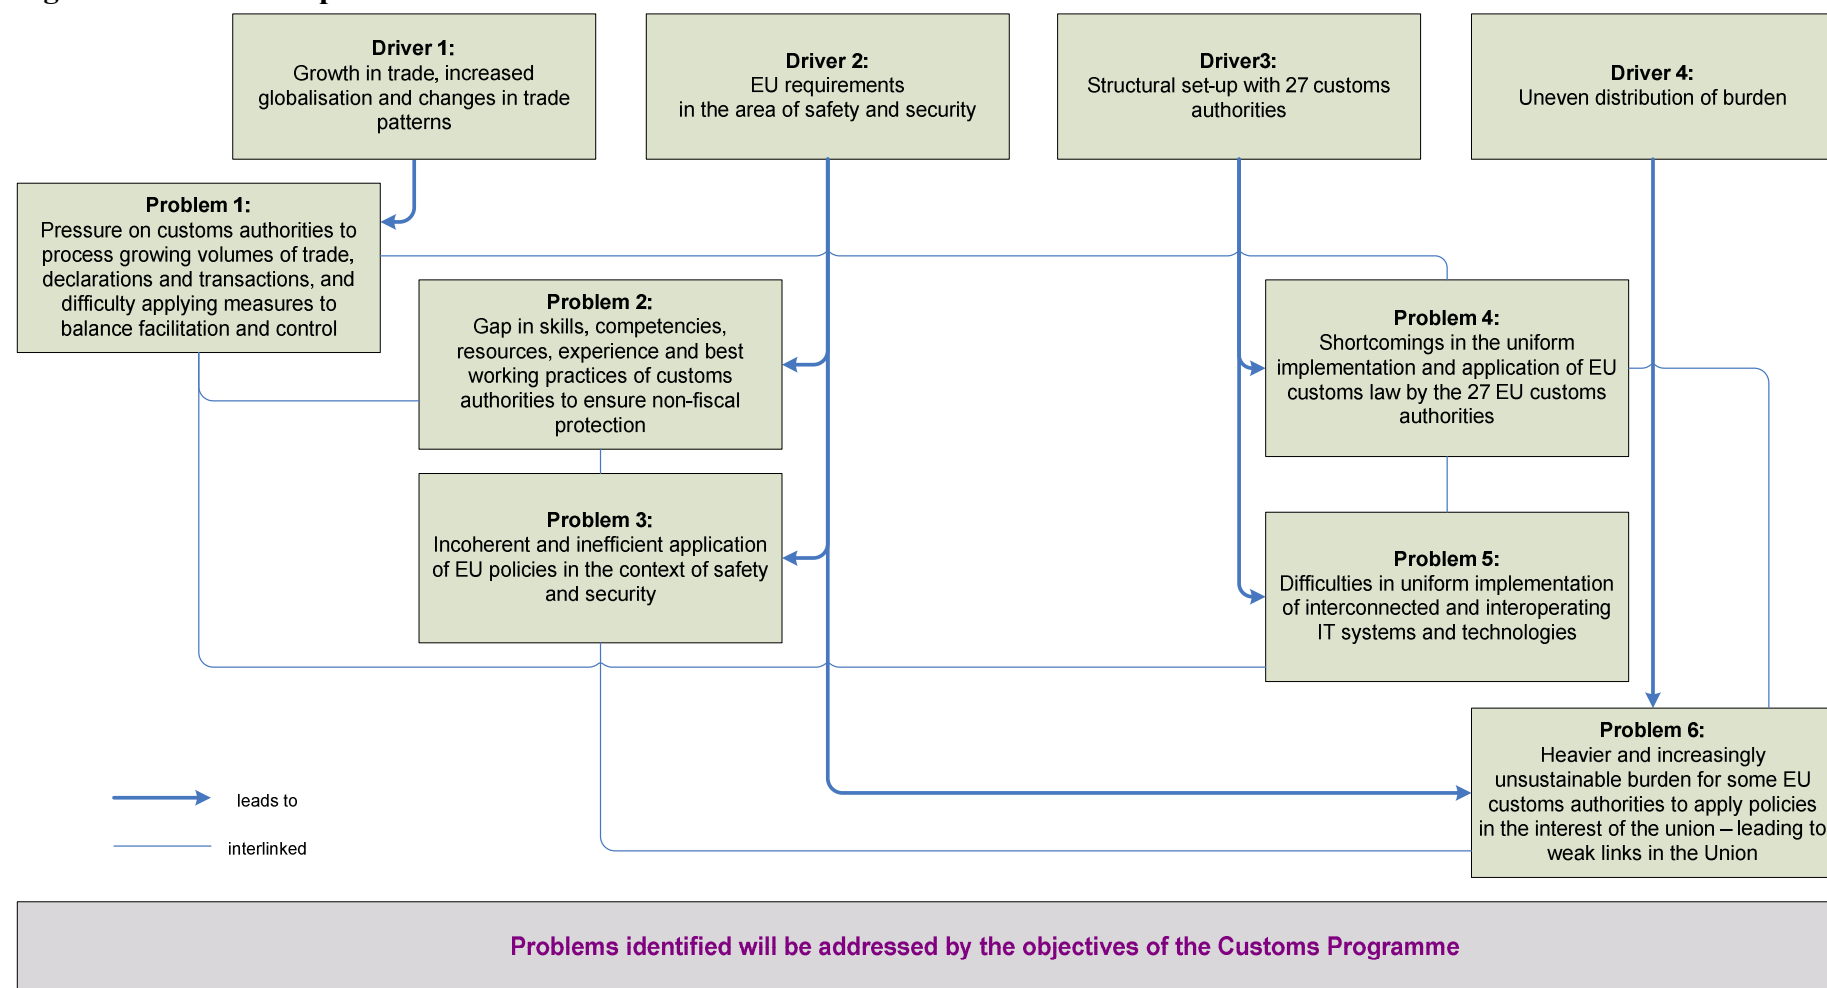 Driver 1:
Growth in trade, increased
globalisation and changes in trade
patterns
Driver 2:
EU requirements
in the area of safety and security
Driver3:
Structural set-up with 27 customs
authorities
Driver 4:
Uneven distribution of burden
Problem 1:
Pressure on customs authorities to
process growing volumes of trade,
declarations and transactions, and
difficulty applying measures to
balance facilitation and control
Problem 2:
Gap in skills, competencies,
resources, experience and best
working practices of customs
authorities to ensure non-fiscal
protection
Problem 3:
Incoherent and inefficient application
of EU policies in the context of safety
and security
Problem 4:
Shortcomings in the uniform
implementation and application of EU
customs law by the 27 EU customs
authorities
Problem 5:
Difficulties in uniform implementation
of interconnected and interoperating
IT systems and technologies
Problem 6:
Heavier and increasingly
unsustainable burden for some EU
customs authorities to apply policies
in the interest of the union – leading to
weak links in the Union
leads to
interlinked
Problems identified will be addressed by the objectives of the Customs Programme